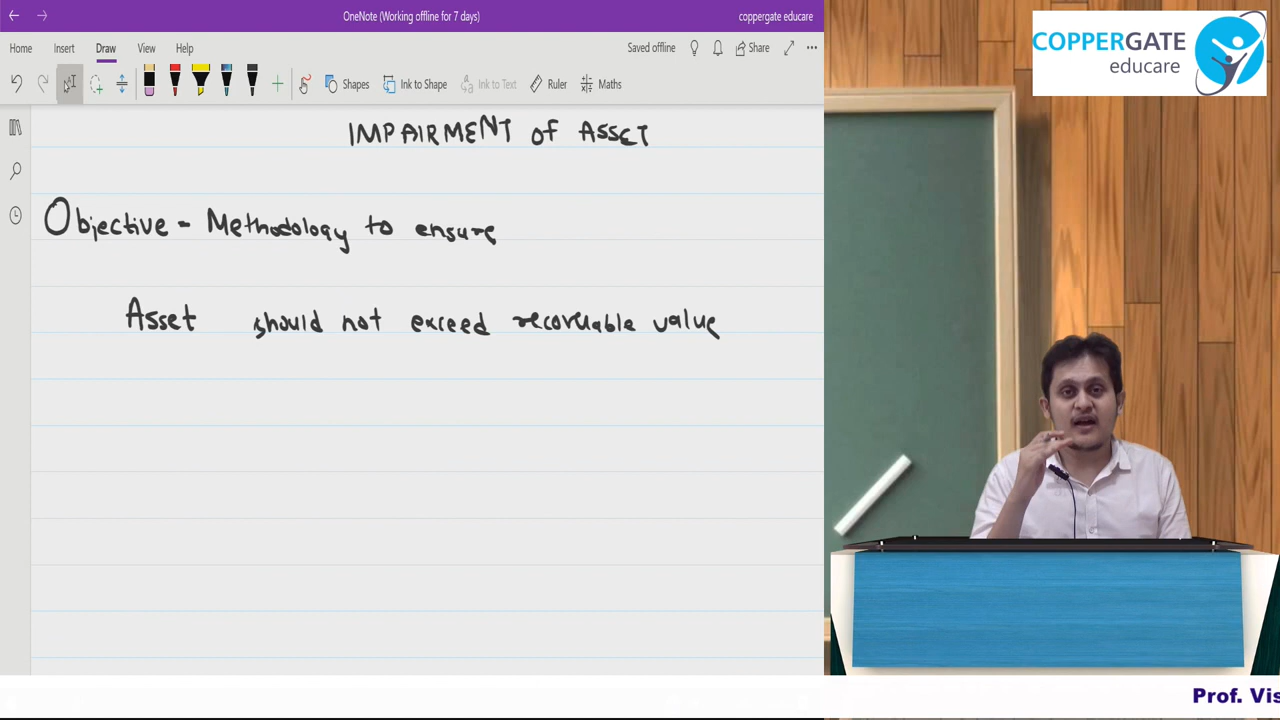 OneNote (Working offline for 7 days)
coppergate educare
Home Insert Draw View Help
Saved offline Share
Shapes Ink to Shape Ink to Text Ruler Maths
COPPERGATE
educare
IMPAIRMENT of ASSET
Objective - Methodology to ensure
Asset should not exceed recoverable value
Prof. Vis